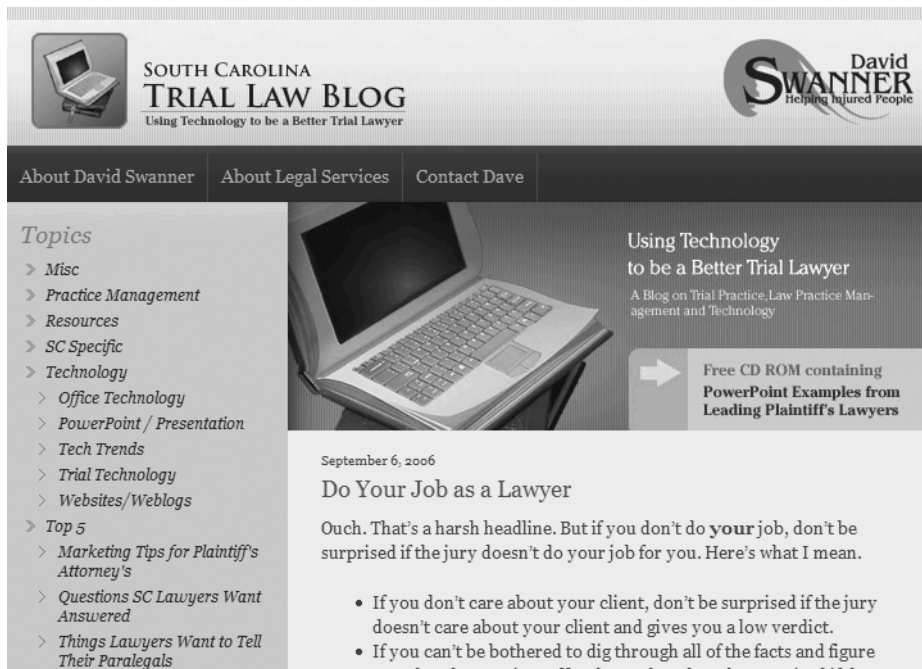 SOUTH CAROLINA
TRIAL LAW BLOG
Using Technology to be a Better Trial Lawyer
David
SWANNER
Helping Injured People
About David Swanner
About Legal Services
Contact Dave
Topics
Misc
Practice Management
Resources
SC Specific
Technology
Office Technology
PowerPoint / Presentation
Tech Trends
Trial Technology
Websites/Weblogs
Top 5
Marketing Tips for Plaintiff's
Attorney's
Questions SC Lawyers Want
Answered
Things Lawyers Want to Tell
Their Paralegals
Using Technology
to be a Better Trial Lawyer
A Blog on Trial Practice, Law Practice Man-
agement and Technology
Free CD ROM containing
PowerPoint Examples from
Leading Plaintiff's Lawyers
September 6, 2006
Do Your Job as a Lawyer
Ouch. That's a harsh headline. But if you don't do your job, don't be
surprised if the jury doesn't do your job for you. Here's what I mean.
• If you don't care about your client, don't be surprised if the jury
doesn't care about your client and gives you a low verdict.
• If you can't be bothered to dig through all of the facts and figure